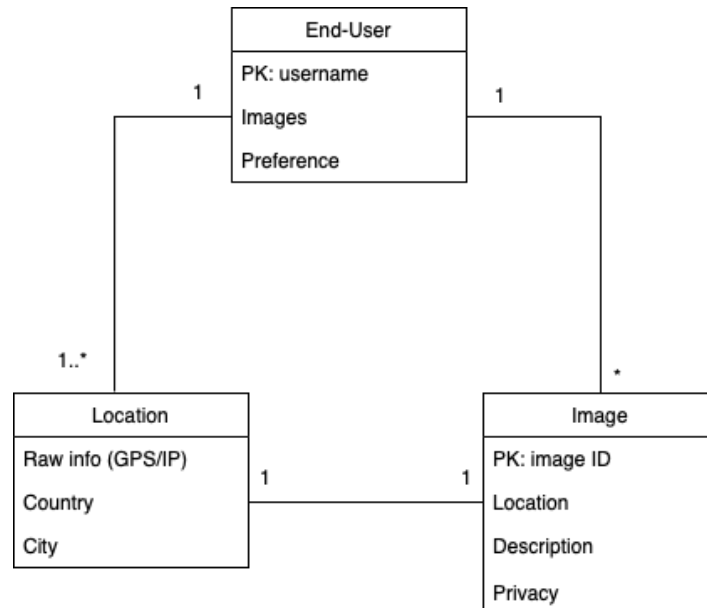 End-User
PK: username
Images
Preference
1
1
1..*
*
Location
Raw info (GPS/IP)
Country
City
1
1
Image
PK: image ID
Location
Description
Privacy